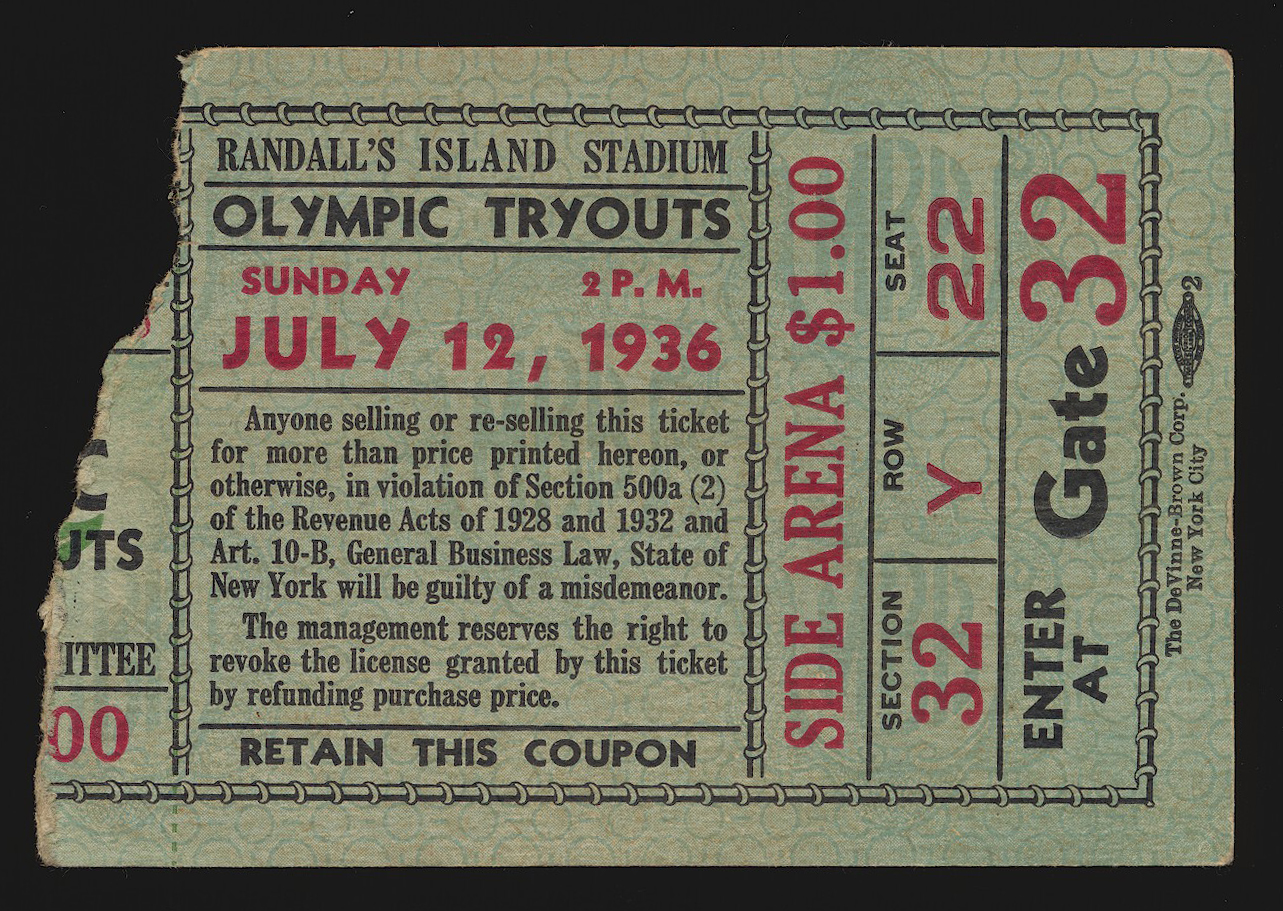 RANDALL'S ISLAND STADIUM
OLYMPIC TRYOUTS
SUNDAY 2 P. M.
JULY 12, 1936
Anyone selling or re-selling this ticket
for more than price printed hereon, or
otherwise, in violation of Section 500a (2)
of the Revenue Acts of 1928 and 1932 and
Art. 10-B, General Business Law, State of
New York will be guilty of a misdemeanor.
The management reserves the right to
revoke the license granted by this ticket
by refunding purchase price.
RETAIN THIS COUPON
UTS
ITTEE
00
SIDE ARENA $1.00
SECTION ROW SEAT
32 Y 22
ENTER
AT
Gate 32
The DeVinne-Brown Corp. 2
New York City